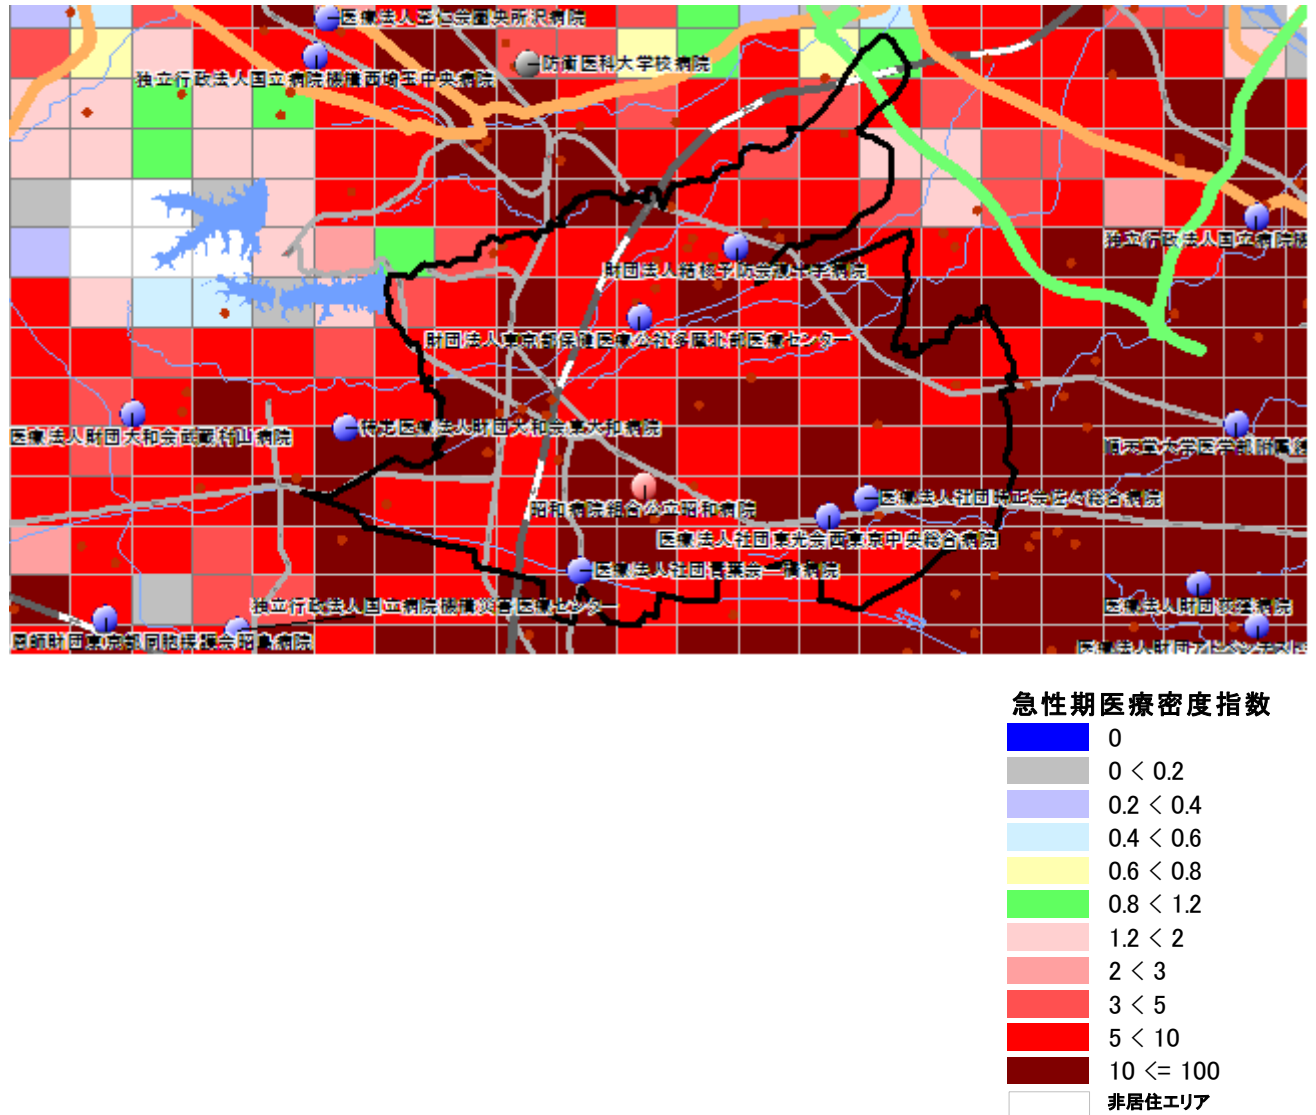 医療法人至仁会圏央所沢病院
防衛医科大学校病院
独立行政法人国立病院機構西埼玉中央病院
独立行政法人国立病院機
財団法人結核予防会複十字病院
財団法人東京都保健医療公社多摩北部医療センター
医療法人財団大和会武蔵村山病院
特定医療法人財団大和会東大和病院
順天堂大学医学部附属練
医療法人社団時正会佐々総合病院
昭和病院組合公立昭和病院
医療法人社団東光会西東京中央総合病院
医療法人社団青葉会一橋病院
独立行政法人国立病院機構災害医療センター
医療法人財団荻窪病院
恩師財団東京都同胞援護会昭島病院
医療法人財団アドベンチスト
急性期医療密度指数
0
0 < 0.2
0.2 < 0.4
0.4 < 0.6
0.6 < 0.8
0.8 < 1.2
1.2 < 2
2 < 3
3 < 5
5 < 10
10 <= 100
非居住エリア